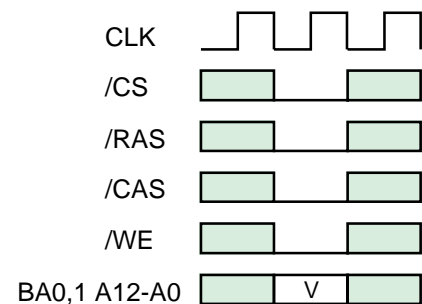 CLK
/CS
/RAS
/CAS
/WE
BA0,1 A12-A0 V